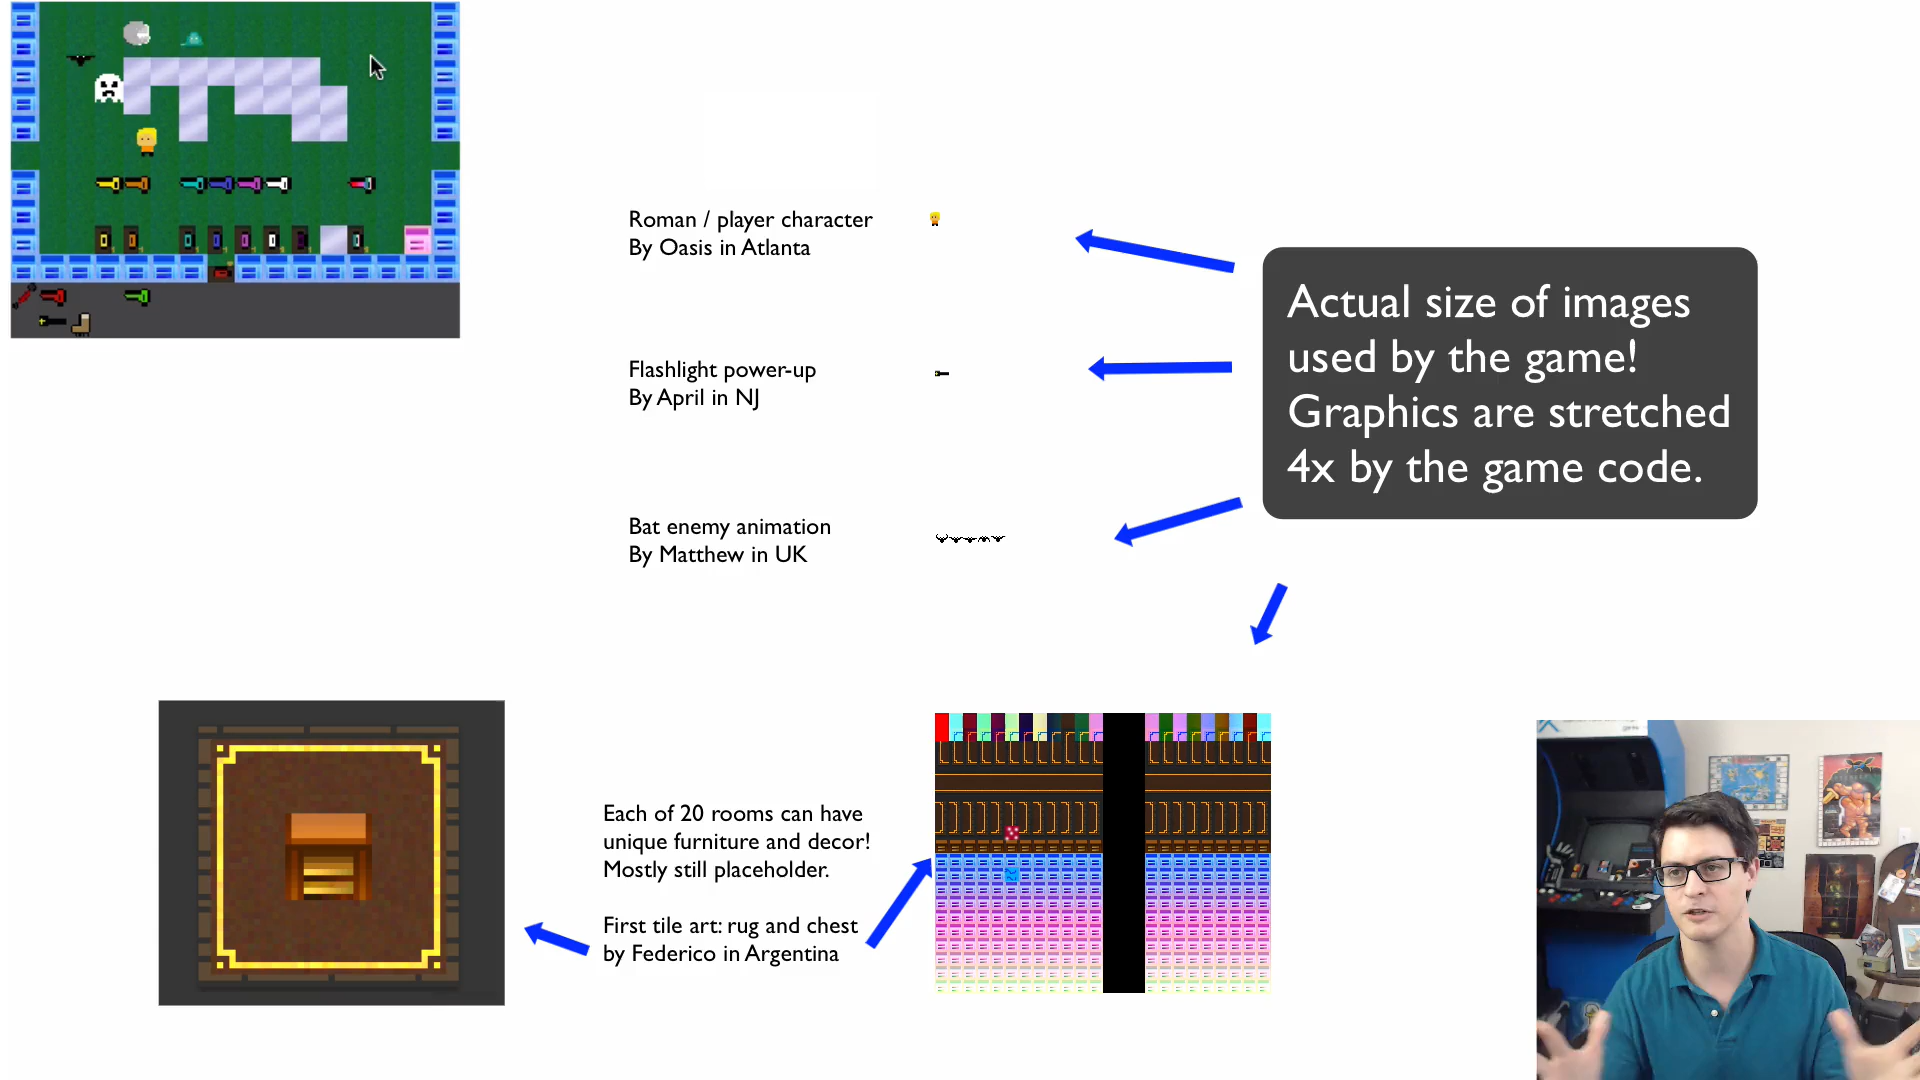 Roman / player character
By Oasis in Atlanta
Flashlight power-up
By April in NJ
Bat enemy animation
By Matthew in UK
Actual size of images
used by the game!
Graphics are stretched
4x by the game code.
Each of 20 rooms can have
unique furniture and decor!
Mostly still placeholder.
First tile art: rug and chest
by Federico in Argentina